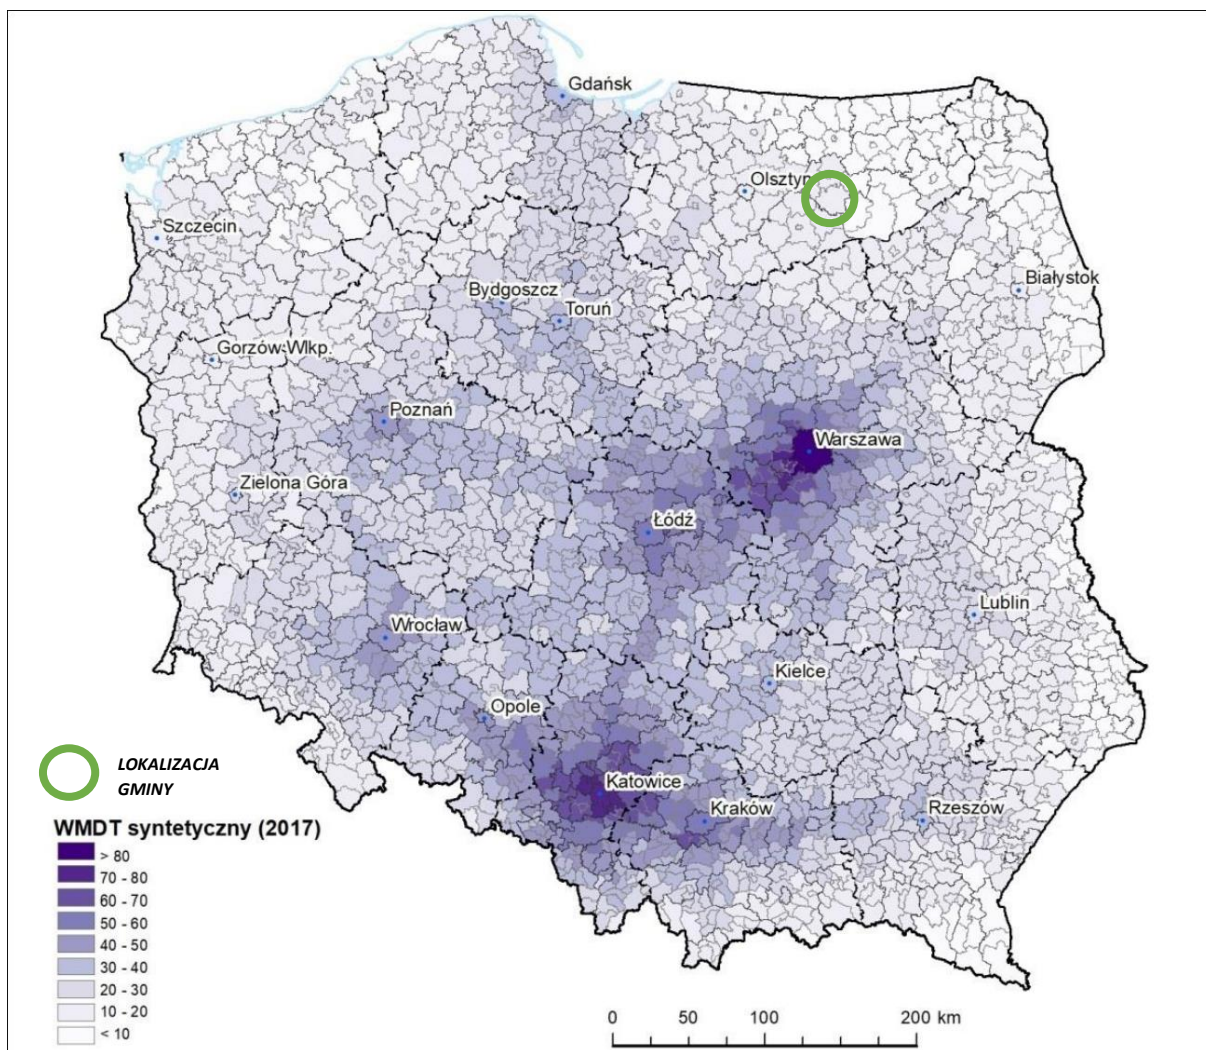 Gdańsk
Olsztyn
Szczecin
Białystok
Bydgoszcz
Toruń
Gorzów Wlkp.
Poznań
Warszawa
Zielona Góra
Łódź
Lublin
Wrocław
Kielce
Opole
LOKALIZACJA
GMINY
Katowice
Kraków
Rzeszów
WMDT syntetyczny (2017)
> 80
70 - 80
60 - 70
50 - 60
40 - 50
30 - 40
20 - 30
10 - 20
< 10
0 50 100 200 km